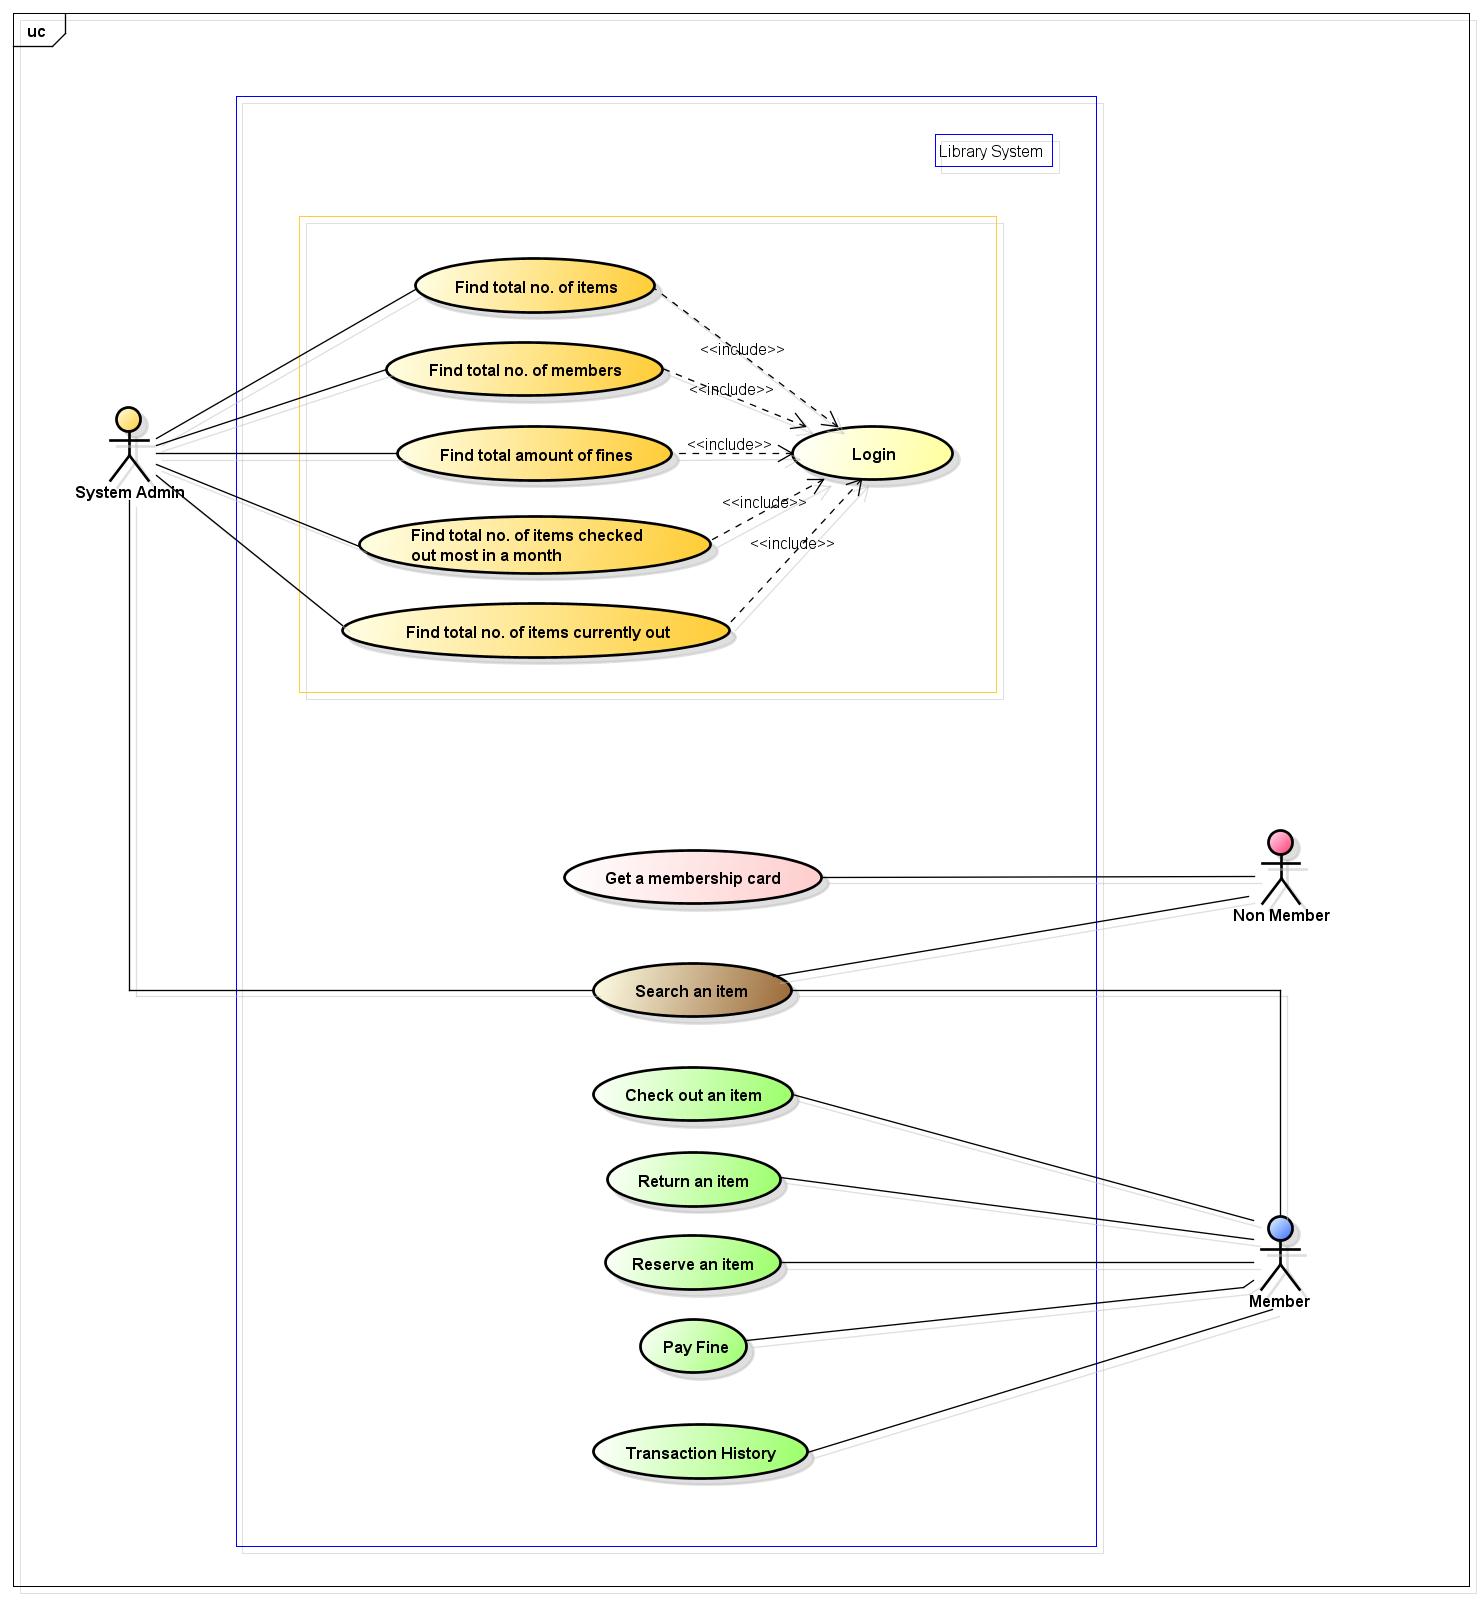 uc
Library System
Find total no. of items
<<include>>
Find total no. of members
<<include>>
Find total amount of fines
<<include>>
Login
System Admin
<<include>>
Find total no. of items checked
out most in a month
<<include>>
Find total no. of items currently out
Get a membership card
Non Member
Search an item
Check out an item
Return an item
Reserve an item
Member
Pay Fine
Transaction History